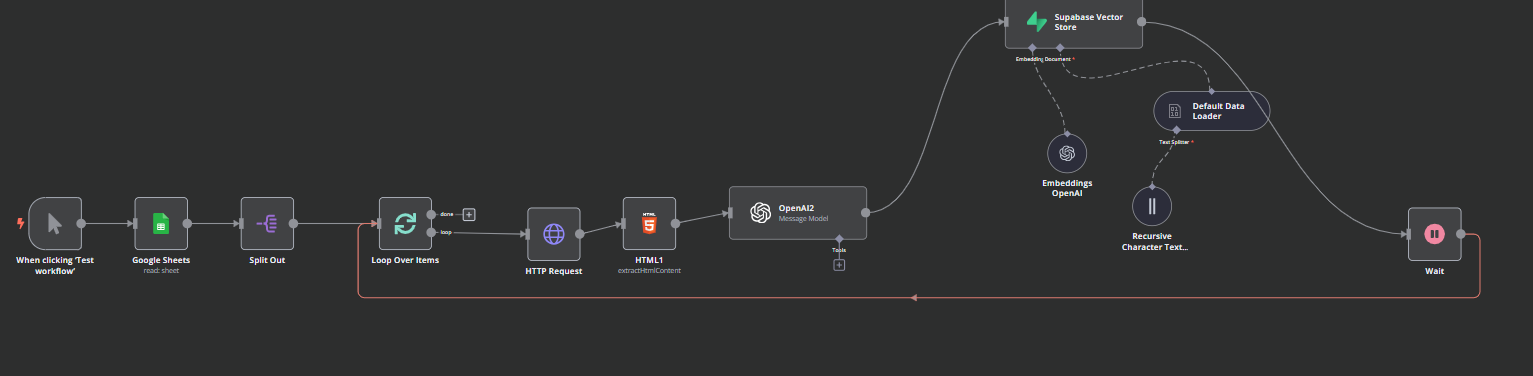 Supabase Vector
Store
Embedding Document *
Default Data
Loader
Text Splitter *
Embeddings
OpenAI
Recursive
Character Text...
When clicking 'Test
workflow'
Google Sheets
read: sheet
Split Out
Loop Over Items
done
loop
HTTP Request
HTML
5
HTML1
extractHtmlContent
OpenAI2
Message Model
Tools
Wait